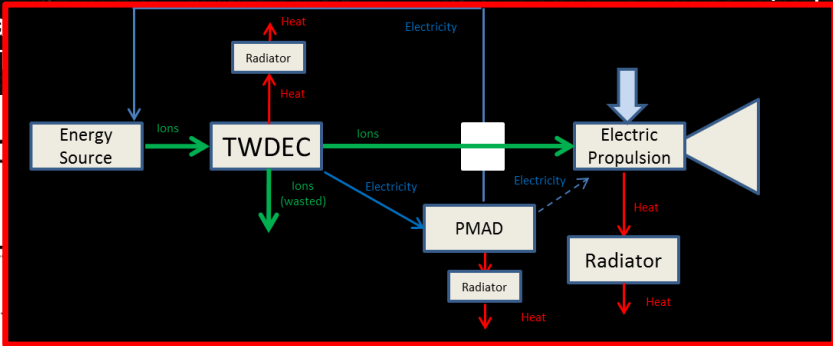 Heat
Electricity
Radiator
Heat
Energy
Source
Ions
TWDEC
Ions
Electric
Propulsion
Ions
(wasted)
Electricity
Electricity
PMAD
Heat
Radiator
Radiator
Heat
Heat